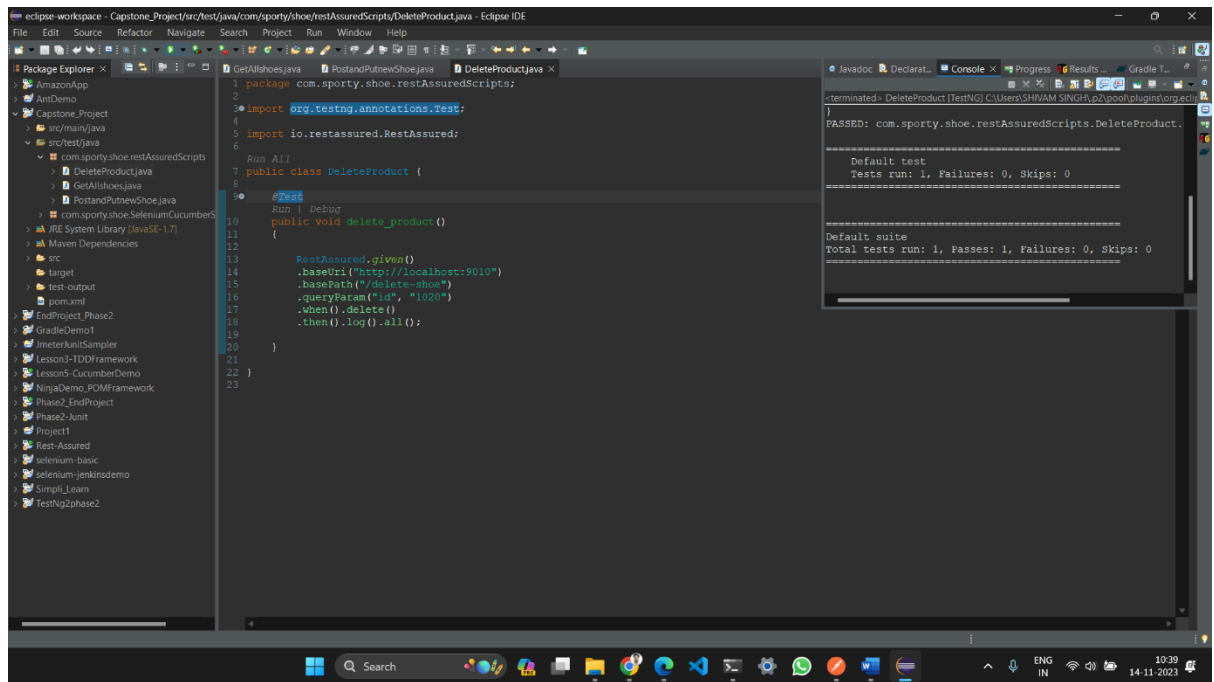 eclipse-workspace - Capstone_Project/src/test/java/com/sporty/shoe/restAssuredScripts/DeleteProduct.java - Eclipse IDE
File Edit Source Refactor Navigate Search Project Run Window Help
Package Explorer
AmazonApp
AntDemo
Capstone_Project
src/main/java
src/test/java
com.sporty.shoe.restAssuredScripts
DeleteProduct.java
GetAllshoes.java
PostandPutnewShoe.java
com.sporty.shoe.SeleniumCucumberS
JRE System Library [JavaSE-1.7]
Maven Dependencies
src
target
test-output
pom.xml
EndProject_Phase2
GradleDemo1
JmeterJunitSampler
Lesson3-TDDFramework
Lesson5-CucumberDemo
NinjaDemo_POMFramework
Phase2_EndProject
Phase2-Junit
Project1
Rest-Assured
selenium-basic
selenium-jenkinsdemo
Simpli_Learn
TestNg2phase2
GetAllshoes.java PostandPutnewShoe.java DeleteProduct.java
1 package com.sporty.shoe.restAssuredScripts;
2
3 import org.testng.annotations.Test;
4
5 import io.restassured.RestAssured;
6
Run All
7 public class DeleteProduct {
8
9 @Test
Run | Debug
10 public void delete_product()
11 {
12
13 RestAssured.given()
14 .baseUri("http://localhost:9010")
15 .basePath("/delete-shoe")
16 .queryParam("id", "1020")
17 .when().delete()
18 .then().log().all();
19
20 }
21
22 }
23
Javadoc Declarat... Console Progress Results ... Gradle T...
<terminated> DeleteProduct [TestNG] C:\Users\SHIVAM SINGH\.p2\pool\plugins\org.eclip
}
PASSED: com.sporty.shoe.restAssuredScripts.DeleteProduct.
===============================================
Default test
Tests run: 1, Failures: 0, Skips: 0
===============================================
===============================================
Default suite
Total tests run: 1, Passes: 1, Failures: 0, Skips: 0
===============================================
Search
ENG
IN
10:39
14-11-2023